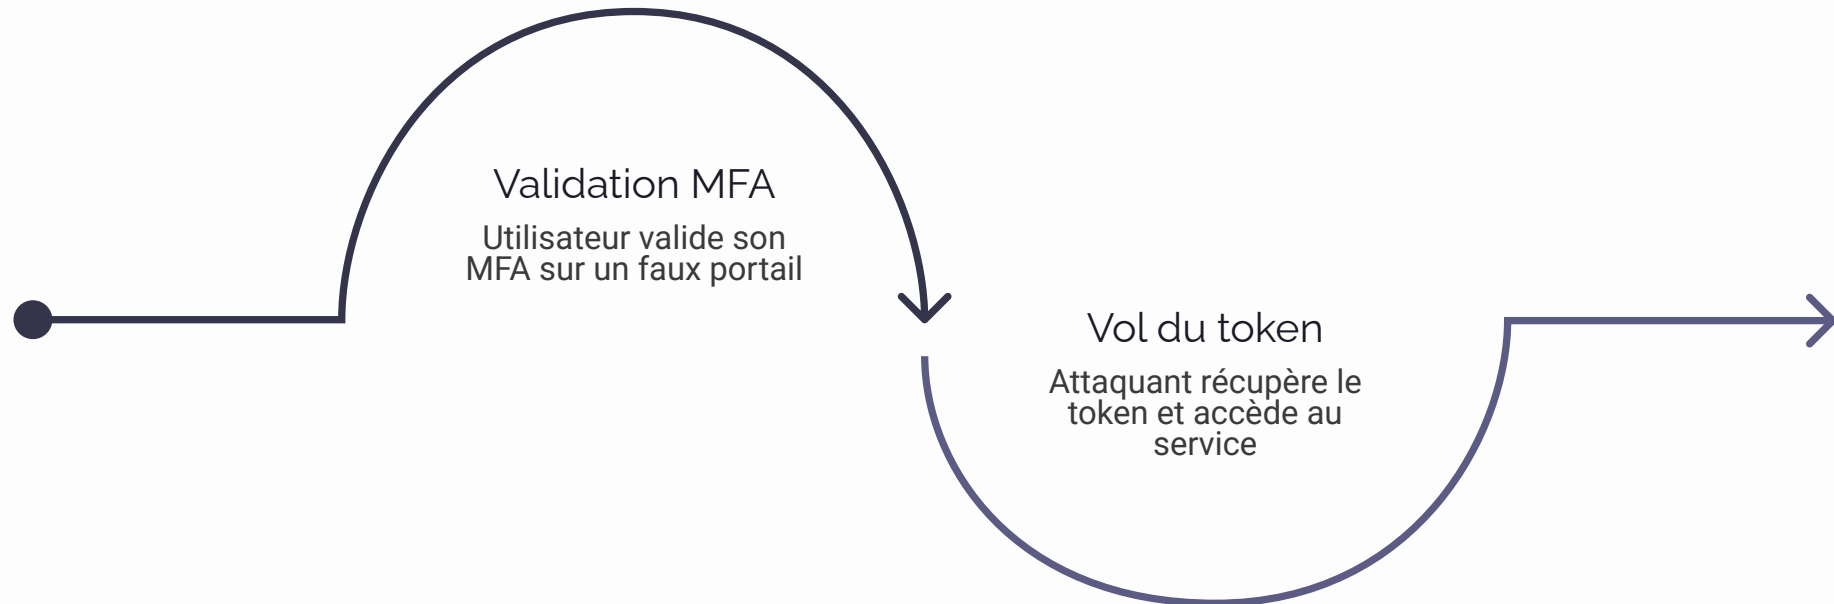 Validation MFA
Utilisateur valide son
MFA sur un faux portail
Vol du token
Attaquant récupère le
token et accède au
service